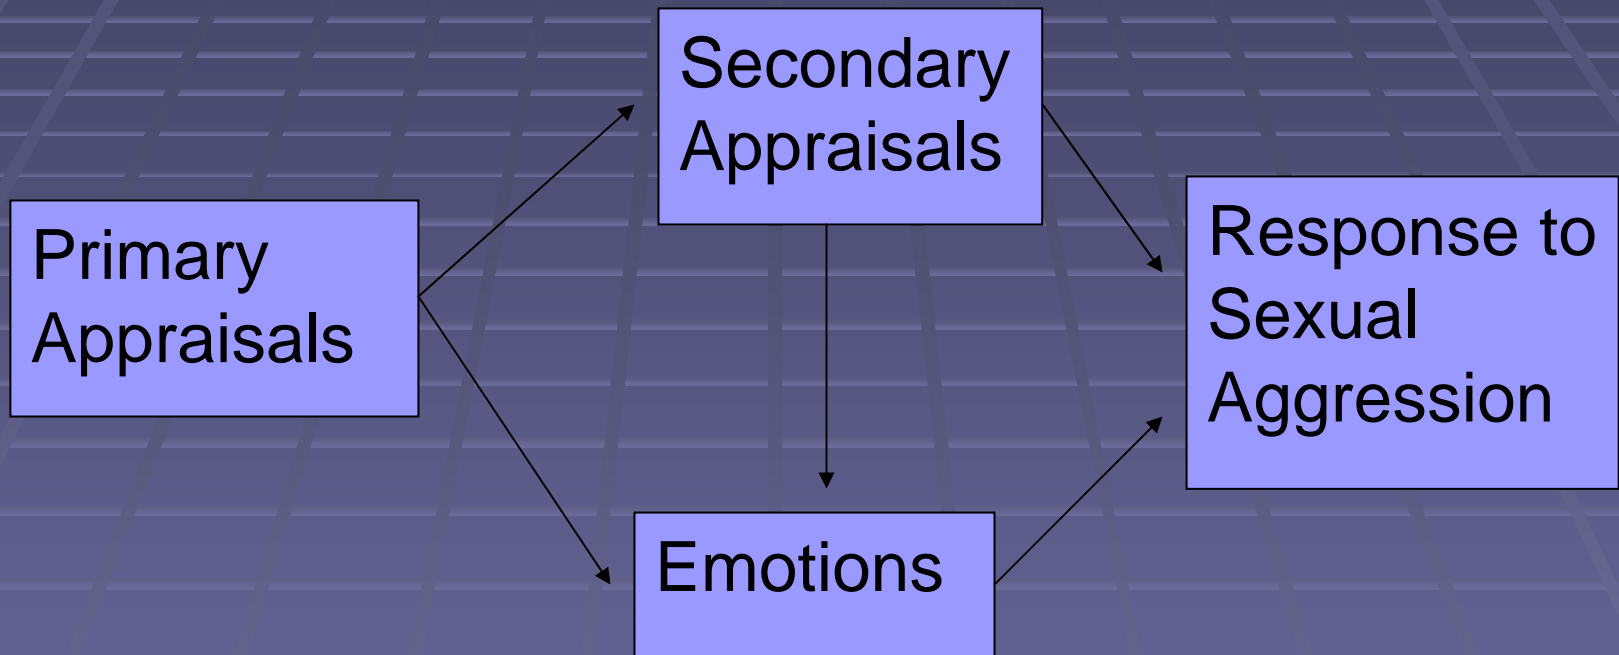 Secondary
Appraisals
Primary
Appraisals
Response to
Sexual
Aggression
Emotions